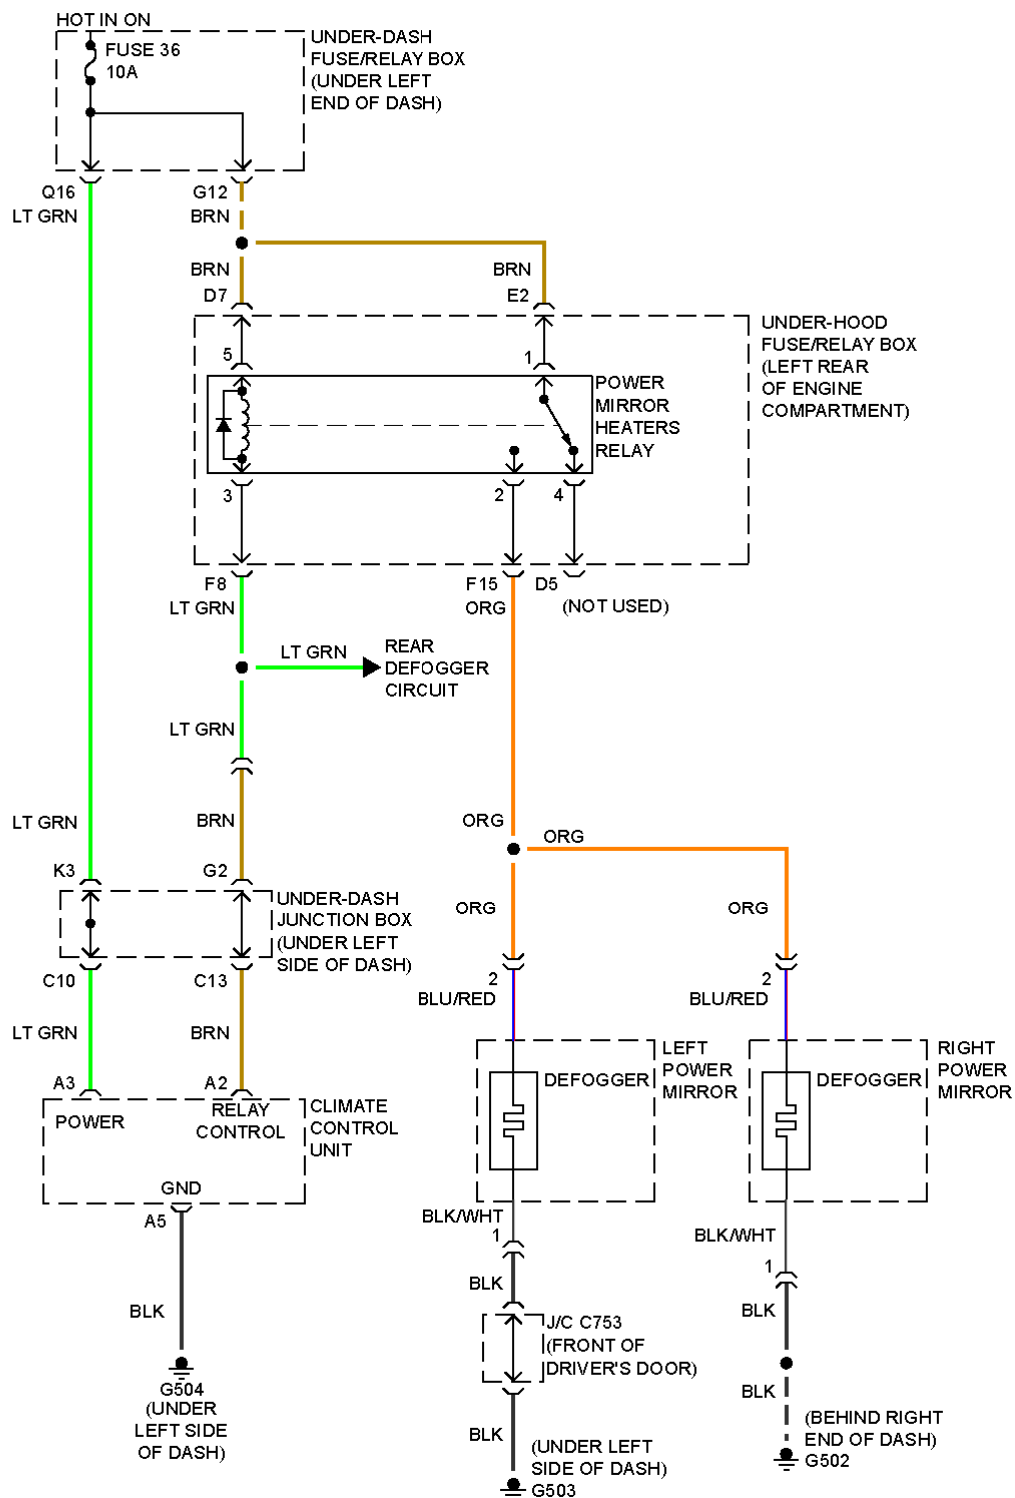 HOT IN ON
FUSE 36
10A
UNDER-DASH
FUSE/RELAY BOX
(UNDER LEFT
END OF DASH)
Q16
G12
LT GRN
BRN
BRN
BRN
D7
E2
UNDER-HOOD
FUSE/RELAY BOX
(LEFT REAR
OF ENGINE
COMPARTMENT)
5
1
POWER
MIRROR
HEATERS
RELAY
3
2
4
F8
F15
D5
LT GRN
ORG
(NOT USED)
LT GRN
REAR
DEFOGGER
CIRCUIT
LT GRN
LT GRN
BRN
ORG
ORG
K3
G2
UNDER-DASH
JUNCTION BOX
(UNDER LEFT
SIDE OF DASH)
ORG
ORG
C10
C13
2
2
BLU/RED
BLU/RED
LT GRN
BRN
LEFT
POWER
MIRROR
RIGHT
POWER
MIRROR
A3
A2
DEFOGGER
DEFOGGER
POWER
RELAY
CONTROL
CLIMATE
CONTROL
UNIT
GND
A5
BLK/WHT
1
BLK/WHT
1
BLK
BLK
BLK
J/C C753
(FRONT OF
DRIVER'S DOOR)
G504
(UNDER
LEFT SIDE
OF DASH)
BLK
BLK
(BEHIND RIGHT
END OF DASH)
G502
(UNDER LEFT
SIDE OF DASH)
G503